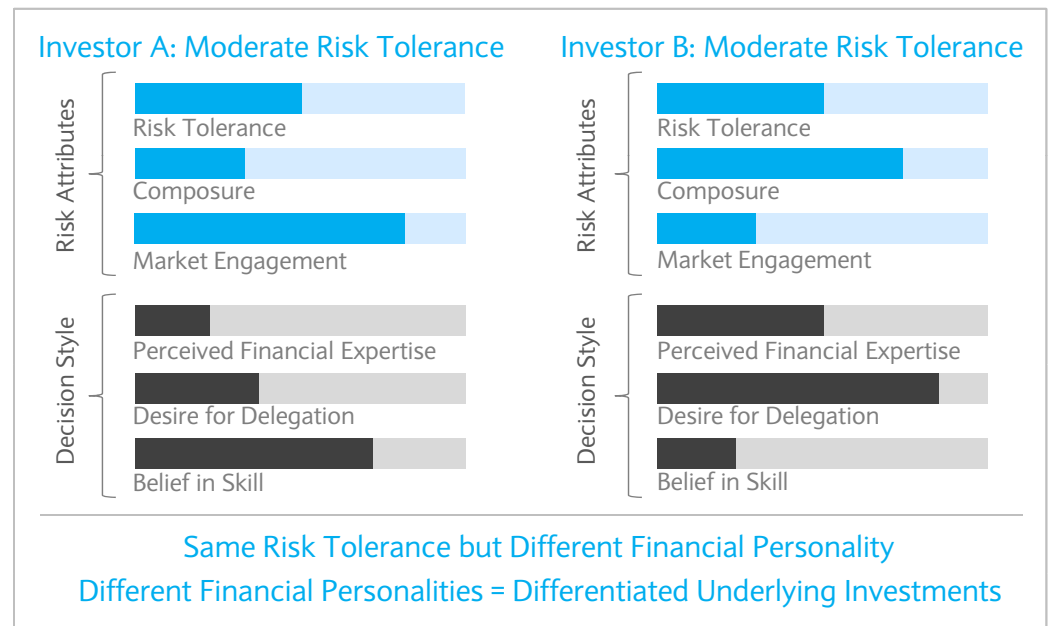 Investor A: Moderate Risk Tolerance
Risk Attributes
Risk Tolerance
Composure
Market Engagement
Decision Style
Perceived Financial Expertise
Desire for Delegation
Belief in Skill
Investor B: Moderate Risk Tolerance
Risk Attributes
Risk Tolerance
Composure
Market Engagement
Decision Style
Perceived Financial Expertise
Desire for Delegation
Belief in Skill
Same Risk Tolerance but Different Financial Personality
Different Financial Personalities = Differentiated Underlying Investments